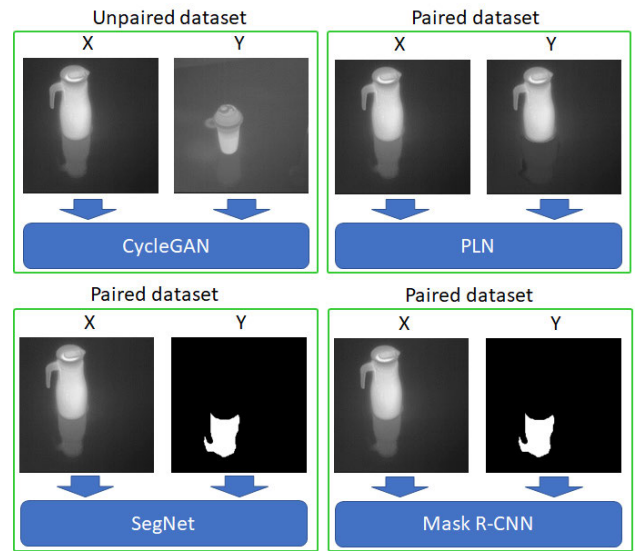 Unpaired dataset
X Y
CycleGAN
Paired dataset
X Y
PLN
Paired dataset
X Y
SegNet
Paired dataset
X Y
Mask R-CNN